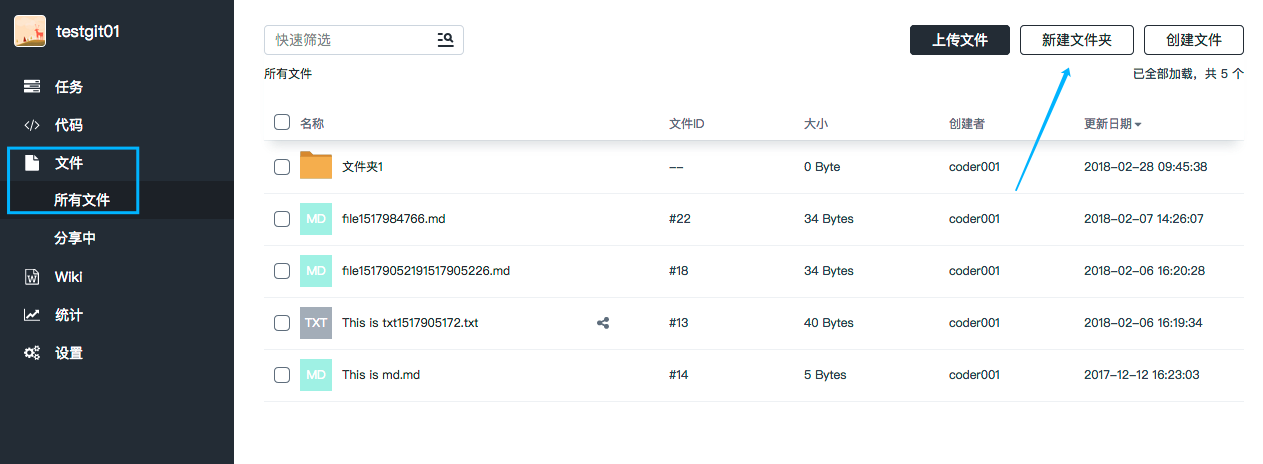 testgit01
任务
代码
文件
所有文件
分享中
Wiki
统计
设置
快速筛选
上传文件 新建文件夹 创建文件
所有文件 已全部加载，共 5 个
名称 文件ID 大小 创建者 更新日期
文件夹1 -- 0 Byte coder001 2018-02-28 09:45:38
MD file1517984766.md #22 34 Bytes coder001 2018-02-07 14:26:07
MD file15179052191517905226.md #18 34 Bytes coder001 2018-02-06 16:20:28
TXT This is txt1517905172.txt #13 40 Bytes coder001 2018-02-06 16:19:34
MD This is md.md #14 5 Bytes coder001 2017-12-12 16:23:03